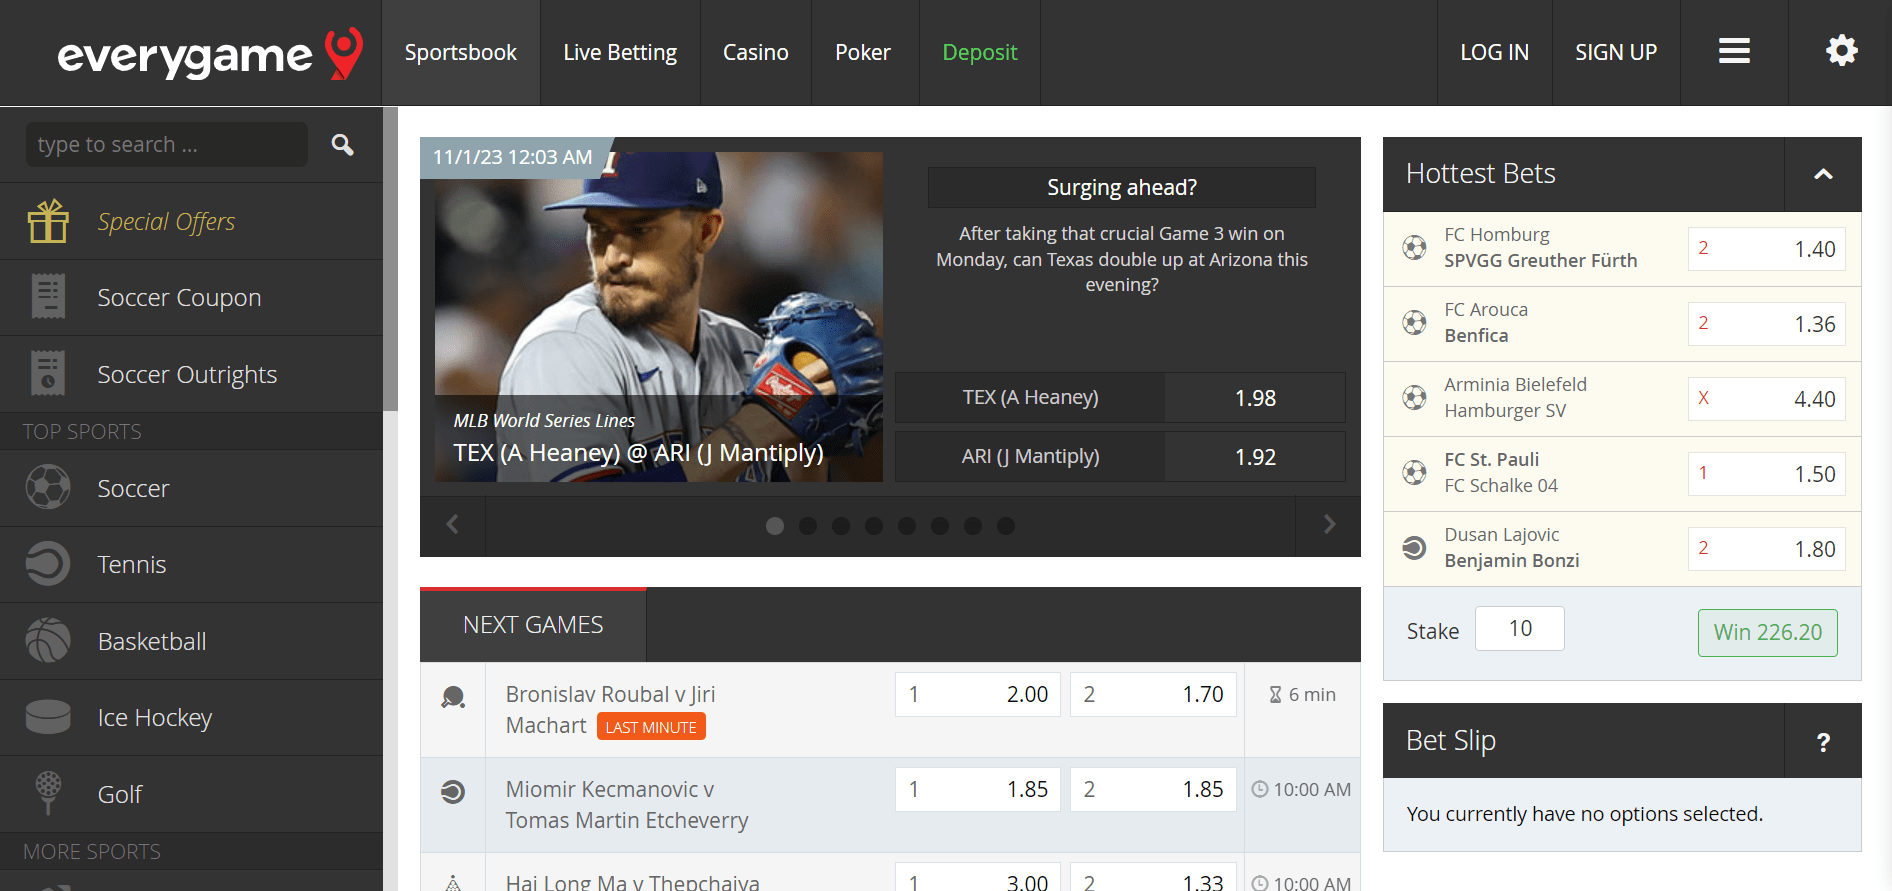 everygame
Sportsbook
Live Betting
Casino
Poker
Deposit
LOG IN
SIGN UP
type to search ...
Special Offers
Soccer Coupon
Soccer Outrights
TOP SPORTS
Soccer
Tennis
Basketball
Ice Hockey
Golf
MORE SPORTS
11/1/23 12:03 AM
MLB World Series Lines
TEX (A Heaney) @ ARI (J Mantiply)
Surging ahead?
After taking that crucial Game 3 win on
Monday, can Texas double up at Arizona this
evening?
TEX (A Heaney) 1.98
ARI (J Mantiply) 1.92
NEXT GAMES
Bronislav Roubal v Jiri
Machart LAST MINUTE
1 2.00 2 1.70 6 min
Miomir Kecmanovic v
Tomas Martin Etcheverry
1 1.85 2 1.85 10:00 AM
Hai Long Ma v Thepchaiya
1 3.00 2 1.33 10:00 AM
Hottest Bets
FC Homburg
SPVGG Greuther Fürth
2 1.40
FC Arouca
Benfica
2 1.36
Arminia Bielefeld
Hamburger SV
X 4.40
FC St. Pauli
FC Schalke 04
1 1.50
Dusan Lajovic
Benjamin Bonzi
2 1.80
Stake 10 Win 226.20
Bet Slip ?
You currently have no options selected.